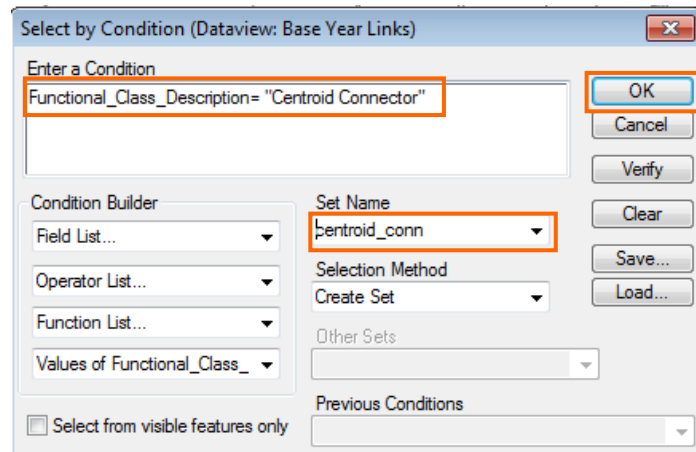 Select by Condition (Dataview: Base Year Links)
Enter a Condition
Functional_Class_Description= "Centroid Connector"
OK
Cancel
Verify
Clear
Save...
Load...
Condition Builder
Field List...
Operator List...
Function List...
Values of Functional_Class_
Select from visible features only
Set Name
centroid_conn
Selection Method
Create Set
Other Sets
Previous Conditions